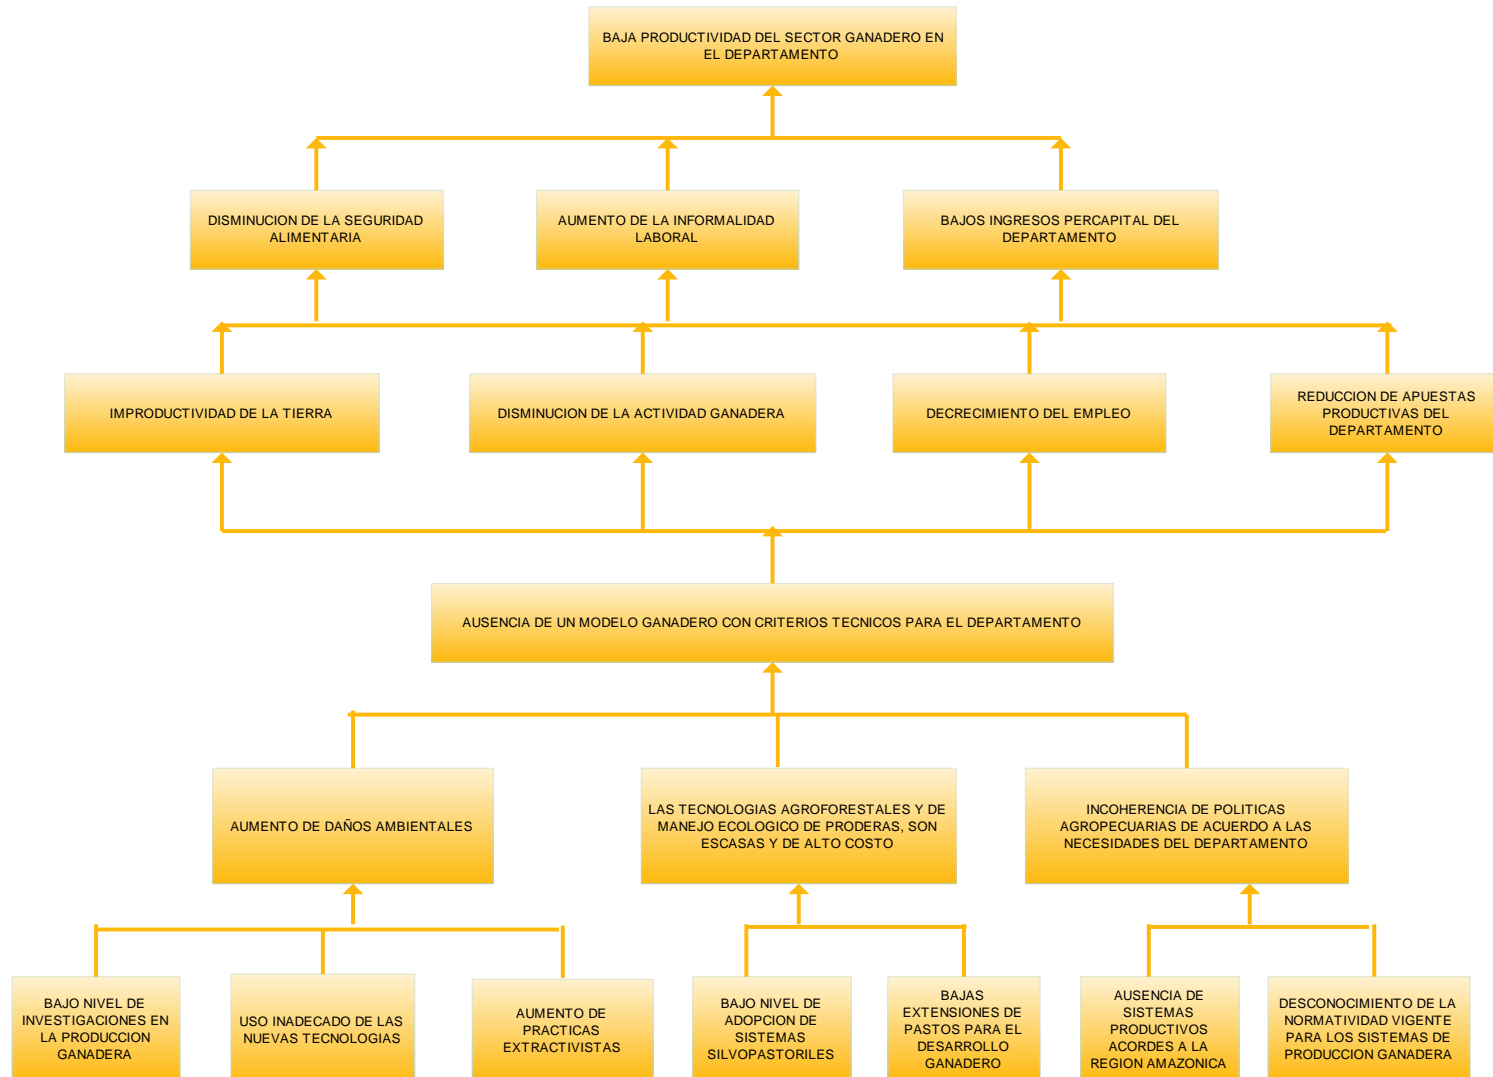 BAJA PRODUCTIVIDAD DEL SECTOR GANADERO EN
EL DEPARTAMENTO
DISMINUCION DE LA SEGURIDAD
ALIMENTARIA
AUMENTO DE LA INFORMALIDAD
LABORAL
BAJOS INGRESOS PERCAPITAL DEL
DEPARTAMENTO
IMPRODUCTIVIDAD DE LA TIERRA
DISMINUCION DE LA ACTIVIDAD GANADERA
DECRECIMIENTO DEL EMPLEO
REDUCCION DE APUESTAS
PRODUCTIVAS DEL
DEPARTAMENTO
AUSENCIA DE UN MODELO GANADERO CON CRITERIOS TECNICOS PARA EL DEPARTAMENTO
AUMENTO DE DAÑOS AMBIENTALES
LAS TECNOLOGIAS AGROFORESTALES Y DE
MANEJO ECOLOGICO DE PRODERAS, SON
ESCASAS Y DE ALTO COSTO
INCOHERENCIA DE POLITICAS
AGROPECUARIAS DE ACUERDO A LAS
NECESIDADES DEL DEPARTAMENTO
BAJO NIVEL DE
INVESTIGACIONES EN
LA PRODUCCION
GANADERA
USO INADECADO DE LAS
NUEVAS TECNOLOGIAS
AUMENTO DE
PRACTICAS
EXTRACTIVISTAS
BAJO NIVEL DE
ADOPCION DE
SISTEMAS
SILVOPASTORILES
BAJAS
EXTENSIONES DE
PASTOS PARA EL
DESARROLLO
GANADERO
AUSENCIA DE
SISTEMAS
PRODUCTIVOS
ACORDES A LA
REGION AMAZONICA
DESCONOCIMIENTO DE LA
NORMATIVIDAD VIGENTE
PARA LOS SISTEMAS DE
PRODUCCION GANADERA